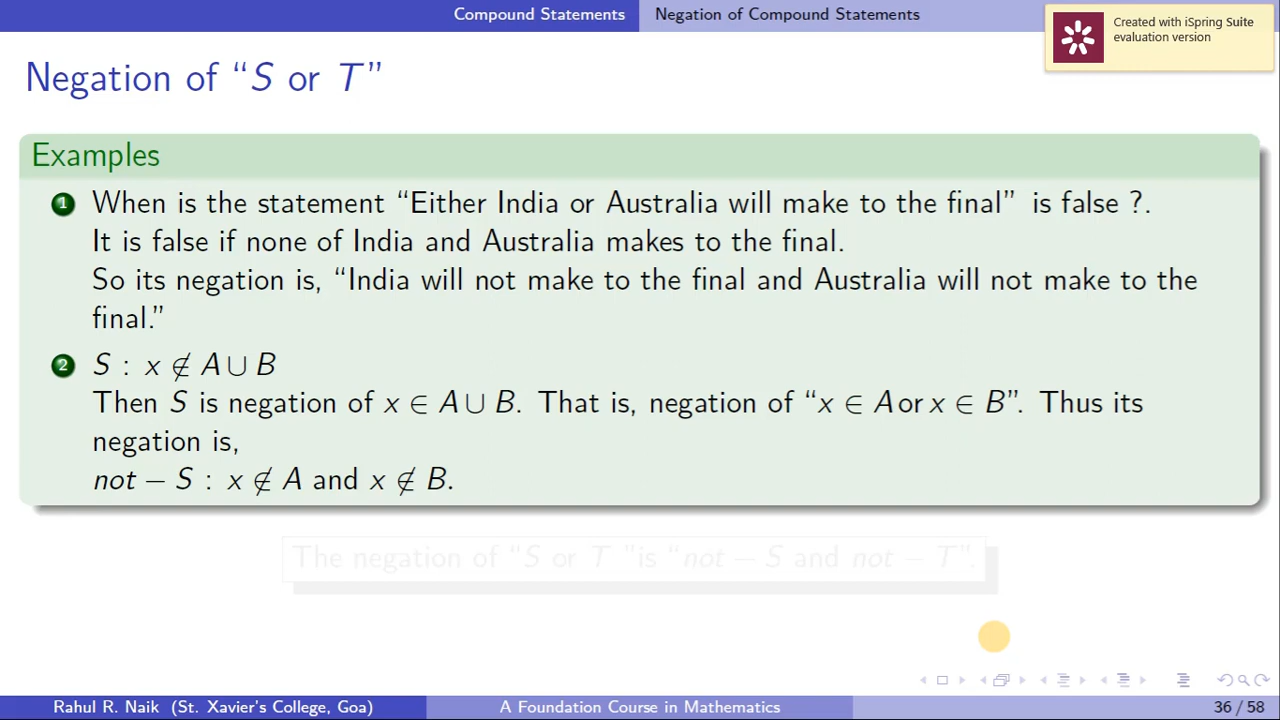 Compound Statements Negation of Compound Statements
Created with iSpring Suite
evaluation version
Negation of “S or T”
Examples
1 When is the statement “Either India or Australia will make to the final” is false ?.
It is false if none of India and Australia makes to the final.
So its negation is, “India will not make to the final and Australia will not make to the
final.”
2 S : x ∉ A ∪ B
Then S is negation of x ∈ A ∪ B. That is, negation of “x ∈ A or x ∈ B”. Thus its
negation is,
not − S : x ∉ A and x ∉ B.
The negation of “S or T ”is “not − S and not − T”.
Rahul R. Naik (St. Xavier's College, Goa) A Foundation Course in Mathematics 36 / 58